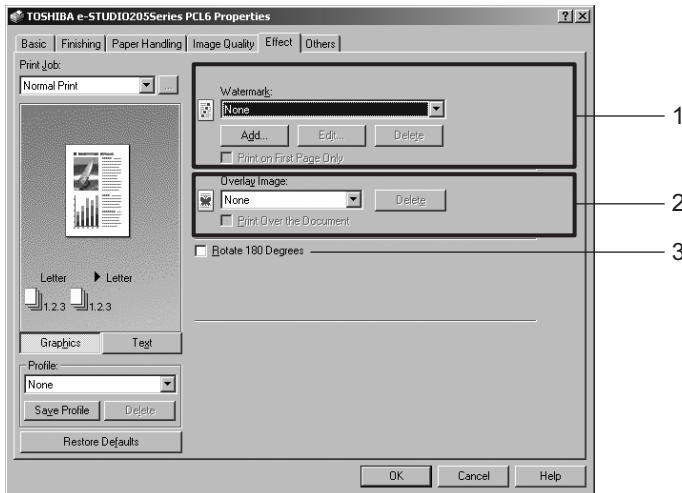 TOSHIBA e-STUDIO205Series PCL6 Properties
Basic Finishing Paper Handling Image Quality Effect Others
Print Job:
Normal Print
...
Letter Letter
1.2.3 1.2.3
Graphics Text
Profile:
None
Save Profile Delete
Restore Defaults
Watermark:
None
Add... Edit... Delete
Print on First Page Only
1
Overlay Image:
None
Delete
Print Over the Document
2
Rotate 180 Degrees
3
OK Cancel Help